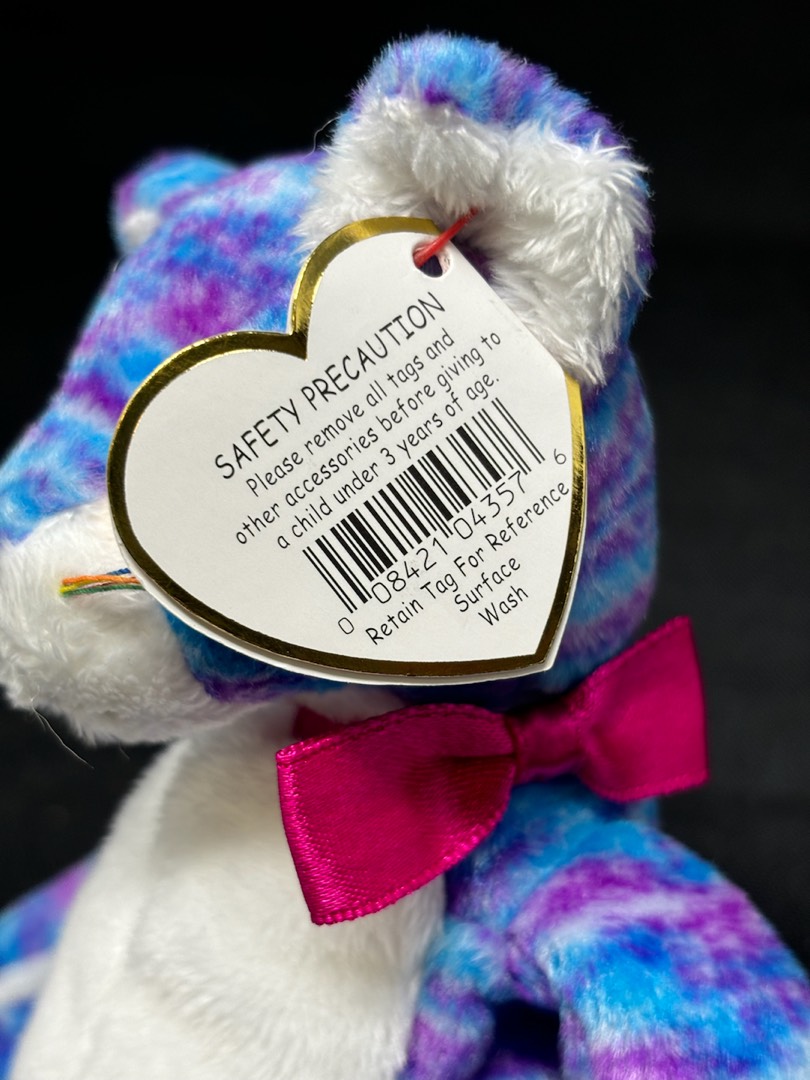 SAFETY PRECAUTION
Please remove all tags and
other accessories before giving to
a child under 3 years of age.
0 08421 04357 6
Retain Tag For Reference
Surface
Wash